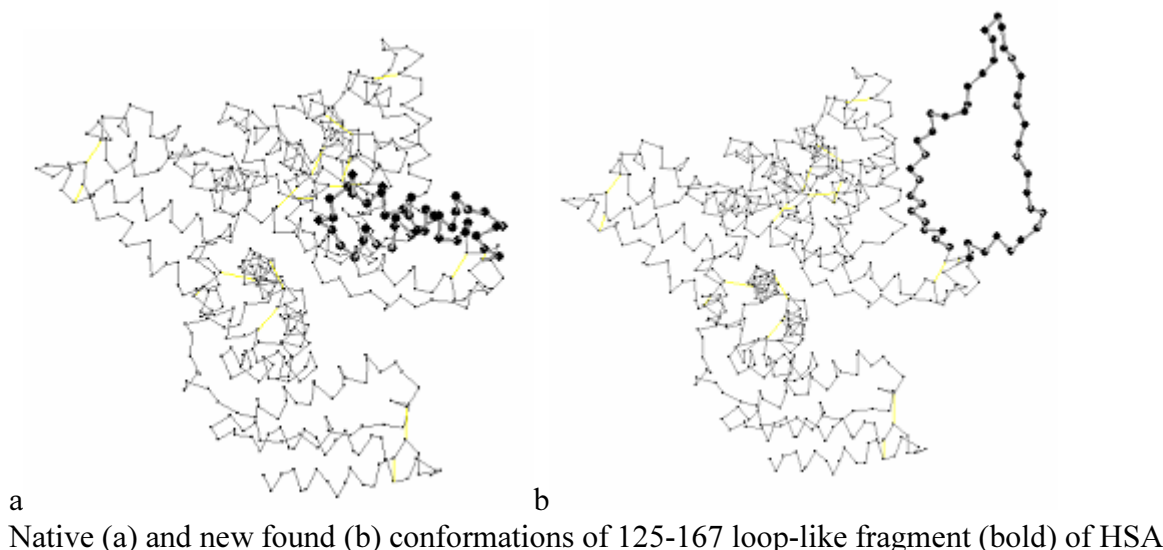 a b
Native (a) and new found (b) conformations of 125-167 loop-like fragment (bold) of HSA